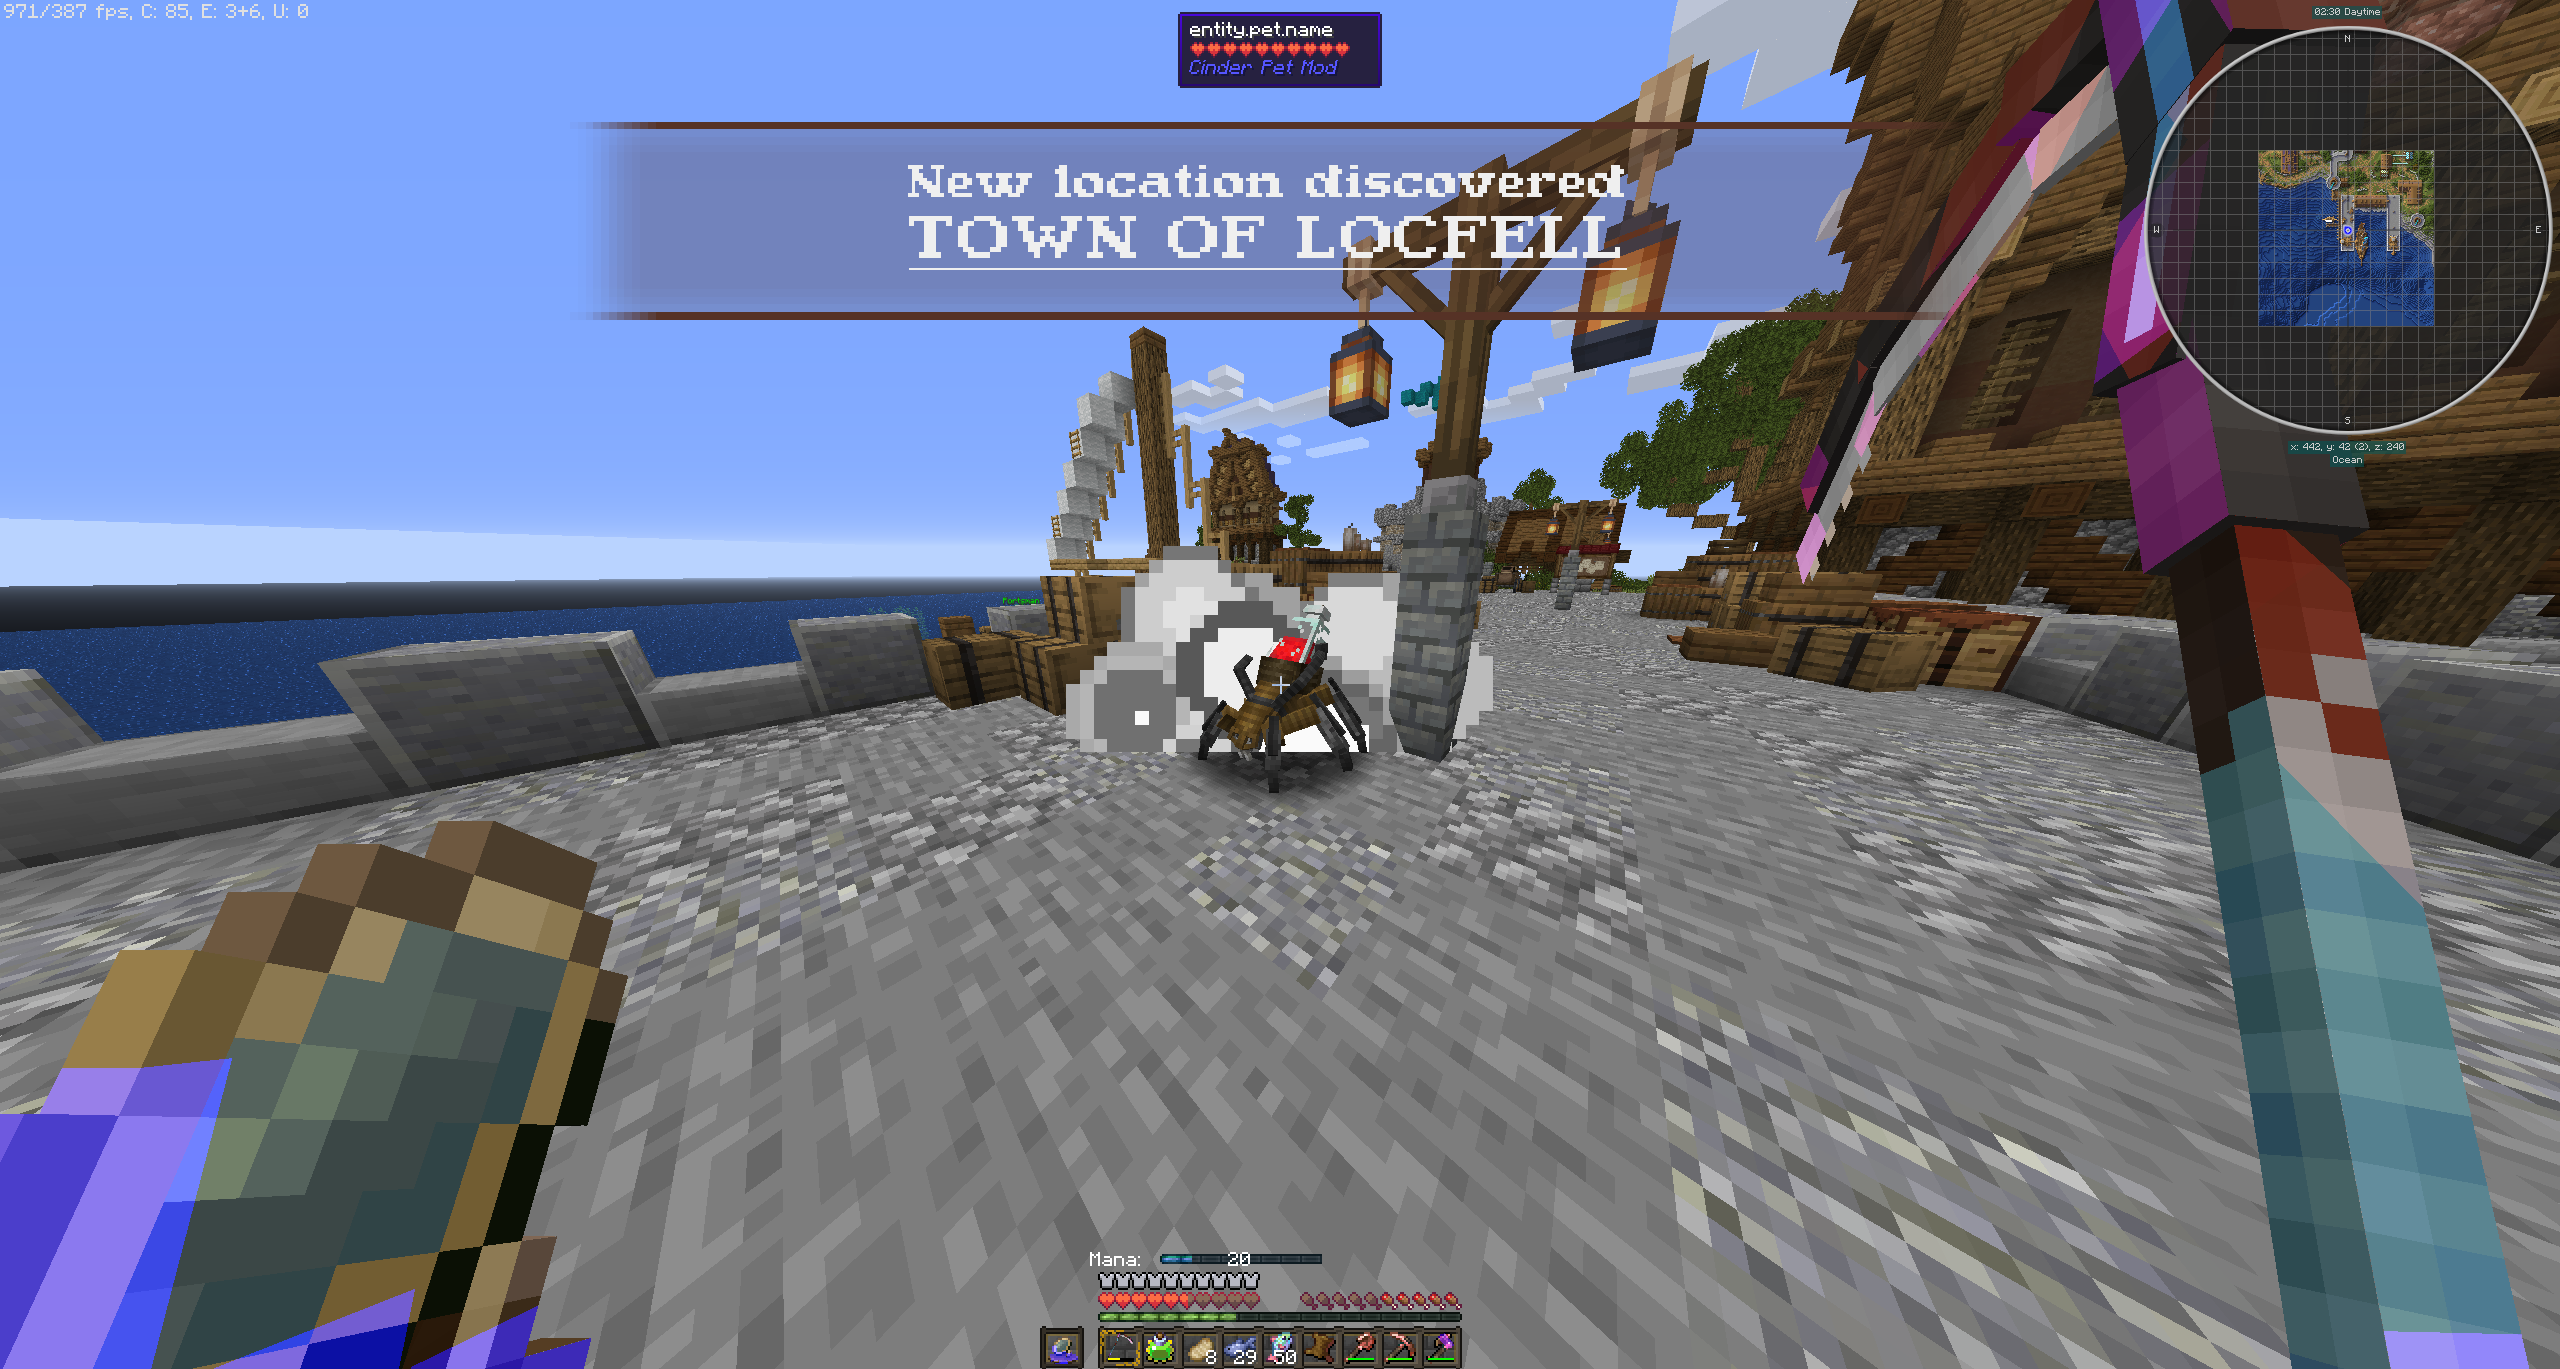 971/387 fps, C: 85, E: 3+6, U: 0
entity.pet.name
Cinder Pet Mod
02:30 Daytime
N
W
E
S
x: 442, y: 42 (2), z: 240
Ocean
New location discovered
TOWN OF LOCFELL
Portsman
Mana: 20
8
29
50